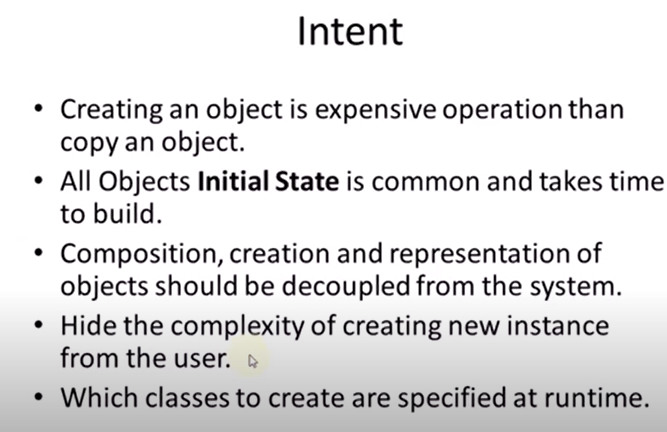 Intent
• Creating an object is expensive operation than
copy an object.
• All Objects Initial State is common and takes time
to build.
• Composition, creation and representation of
objects should be decoupled from the system.
• Hide the complexity of creating new instance
from the user.
• Which classes to create are specified at runtime.